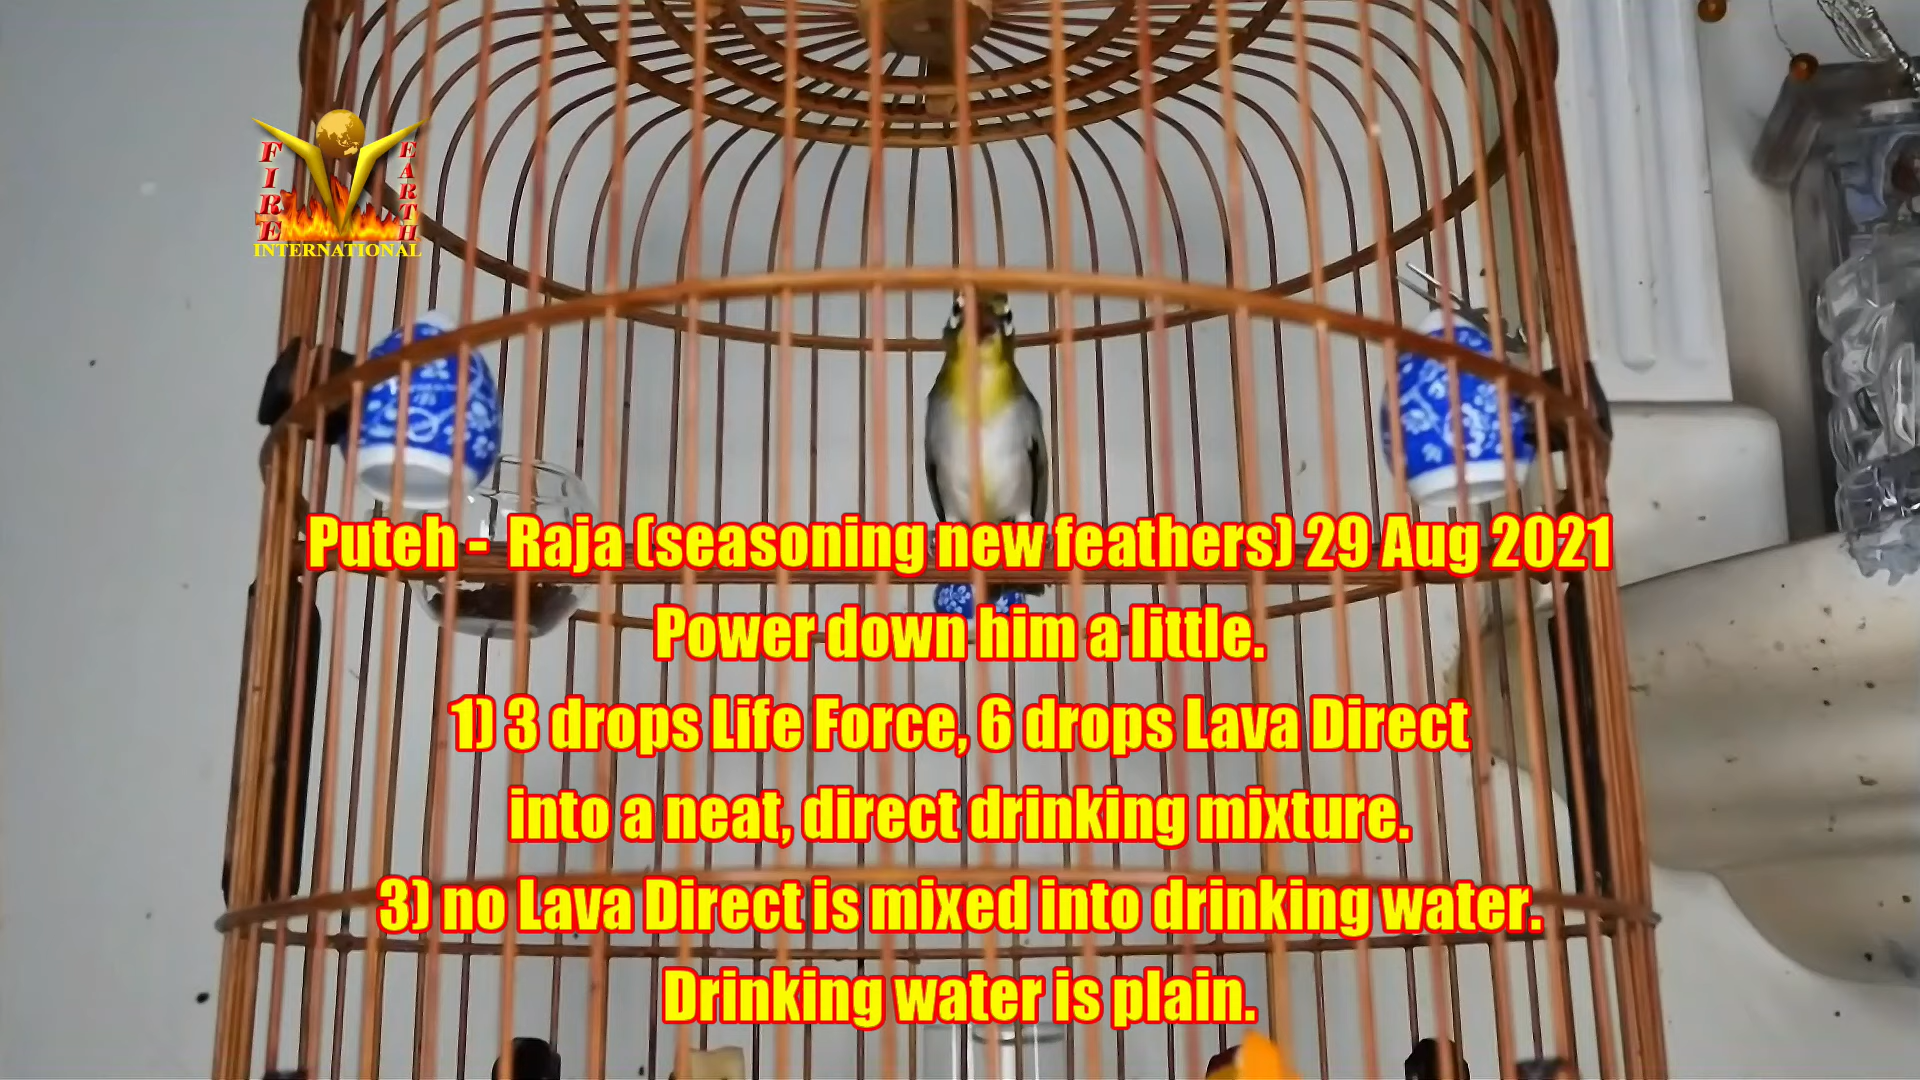 FIRE EARTH
INTERNATIONAL
Puteh - Raja (seasoning new feathers) 29 Aug 2021
Power down him a little.
1) 3 drops Life Force, 6 drops Lava Direct
into a neat, direct drinking mixture.
3) no Lava Direct is mixed into drinking water.
Drinking water is plain.